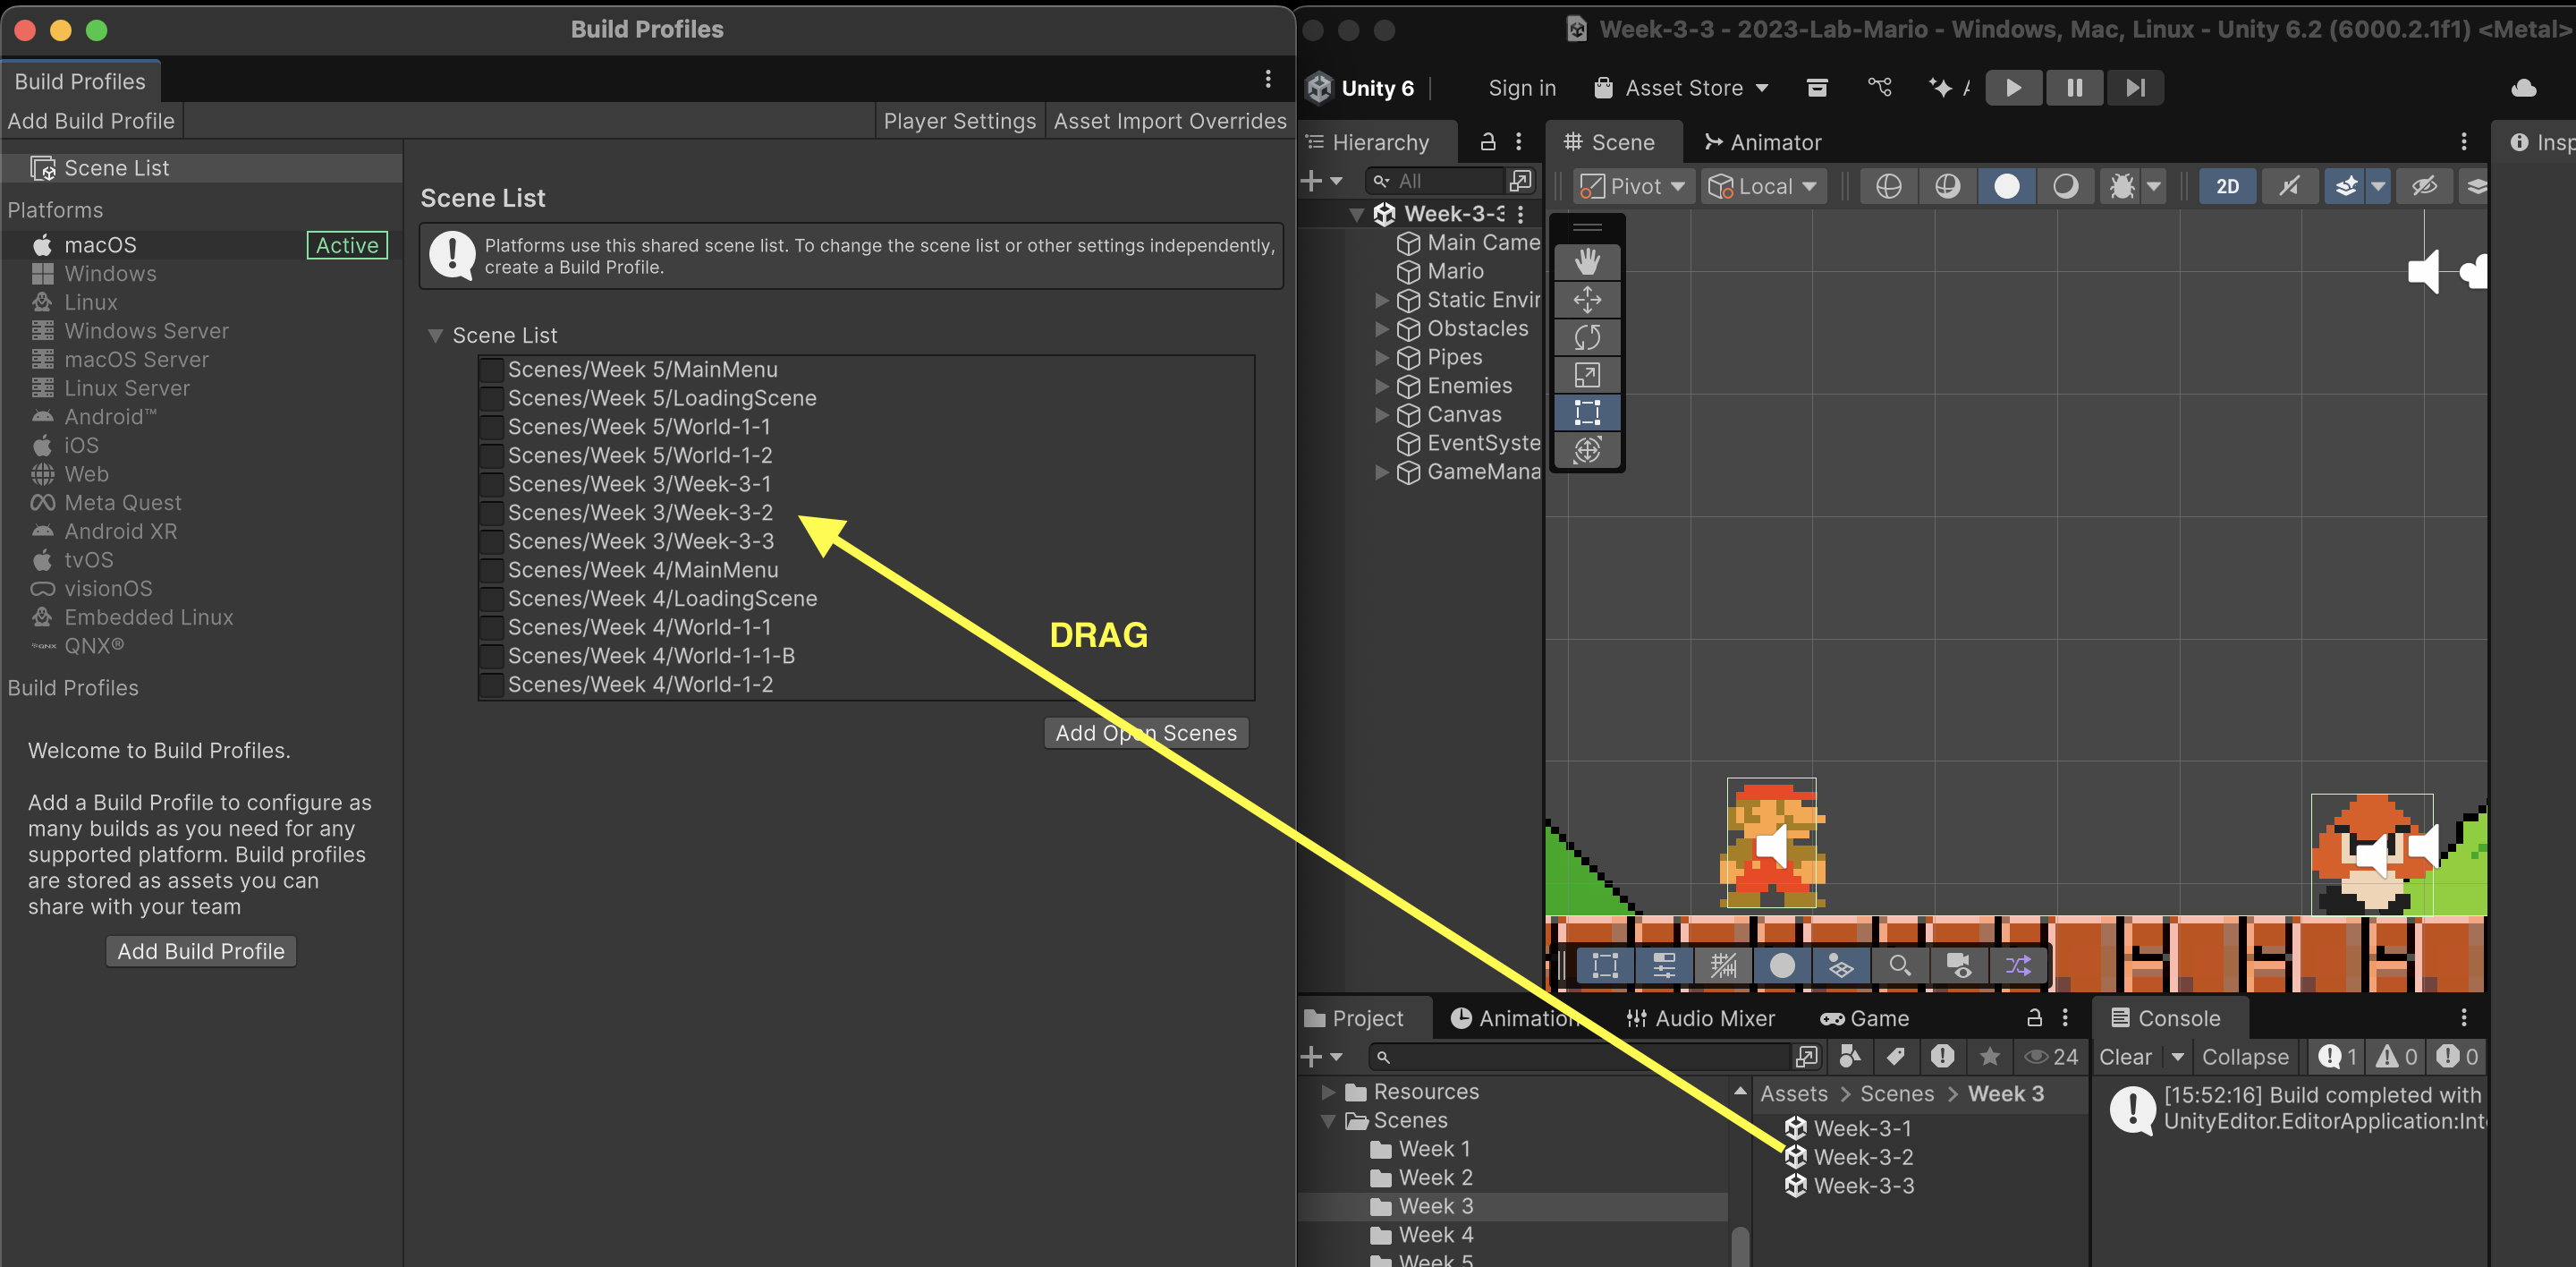 Build Profiles
Build Profiles
Add Build Profile
Player Settings
Asset Import Overrides
Scene List
Platforms
macOS
Active
Windows
Linux
Windows Server
macOS Server
Linux Server
Android™
iOS
Web
Meta Quest
Android XR
tvOS
visionOS
Embedded Linux
QNX
QNX®
Build Profiles
Welcome to Build Profiles.
Add a Build Profile to configure as
many builds as you need for any
supported platform. Build profiles
are stored as assets you can
share with your team
Add Build Profile
Scene List
Platforms use this shared scene list. To change the scene list or other settings independently,
create a Build Profile.
Scene List
Scenes/Week 5/MainMenu
Scenes/Week 5/LoadingScene
Scenes/Week 5/World-1-1
Scenes/Week 5/World-1-2
Scenes/Week 3/Week-3-1
Scenes/Week 3/Week-3-2
Scenes/Week 3/Week-3-3
Scenes/Week 4/MainMenu
Scenes/Week 4/LoadingScene
Scenes/Week 4/World-1-1
Scenes/Week 4/World-1-1-B
Scenes/Week 4/World-1-2
DRAG
Add Open Scenes
Week-3-3 - 2023-Lab-Mario - Windows, Mac, Linux - Unity 6.2 (6000.2.1f1) <Metal>
Unity 6
Sign in
Asset Store
Hierarchy
All
Week-3-3
Main Came
Mario
Static Envir
Obstacles
Pipes
Enemies
Canvas
EventSyste
GameMana
Scene
Animator
Insp
Pivot
Local
2D
Project
Animation
Audio Mixer
Game
24
Resources
Scenes
Week 1
Week 2
Week 3
Week 4
Week 5
Assets > Scenes > Week 3
Week-3-1
Week-3-2
Week-3-3
Console
Clear
Collapse
1
0
0
[15:52:16] Build completed with
UnityEditor.EditorApplication:Int